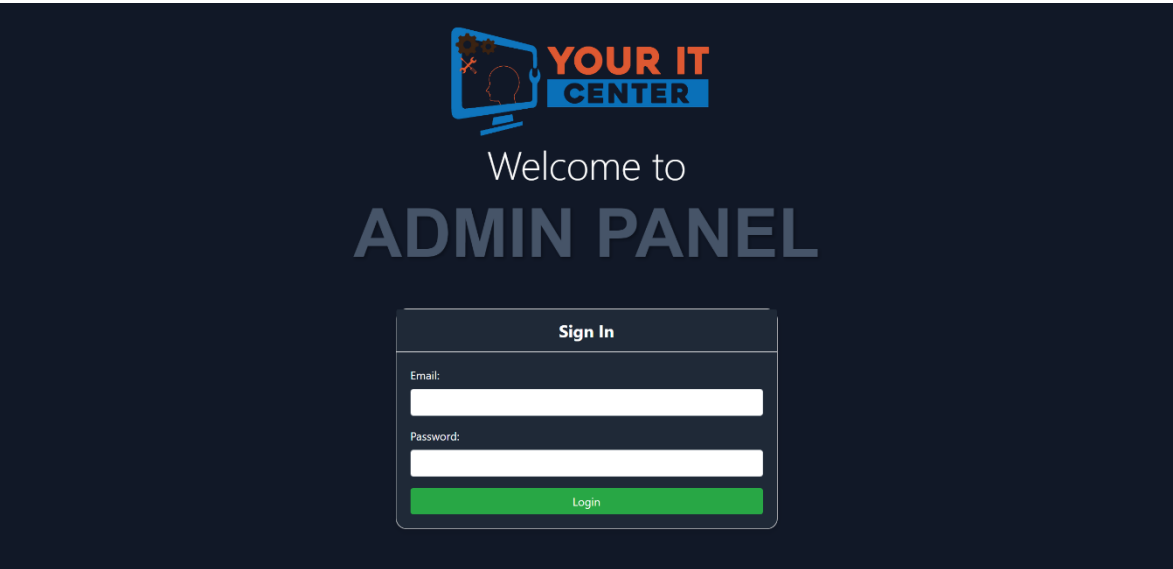 YOUR IT
CENTER
Welcome to
ADMIN PANEL
Sign In
Email:
Password:
Login